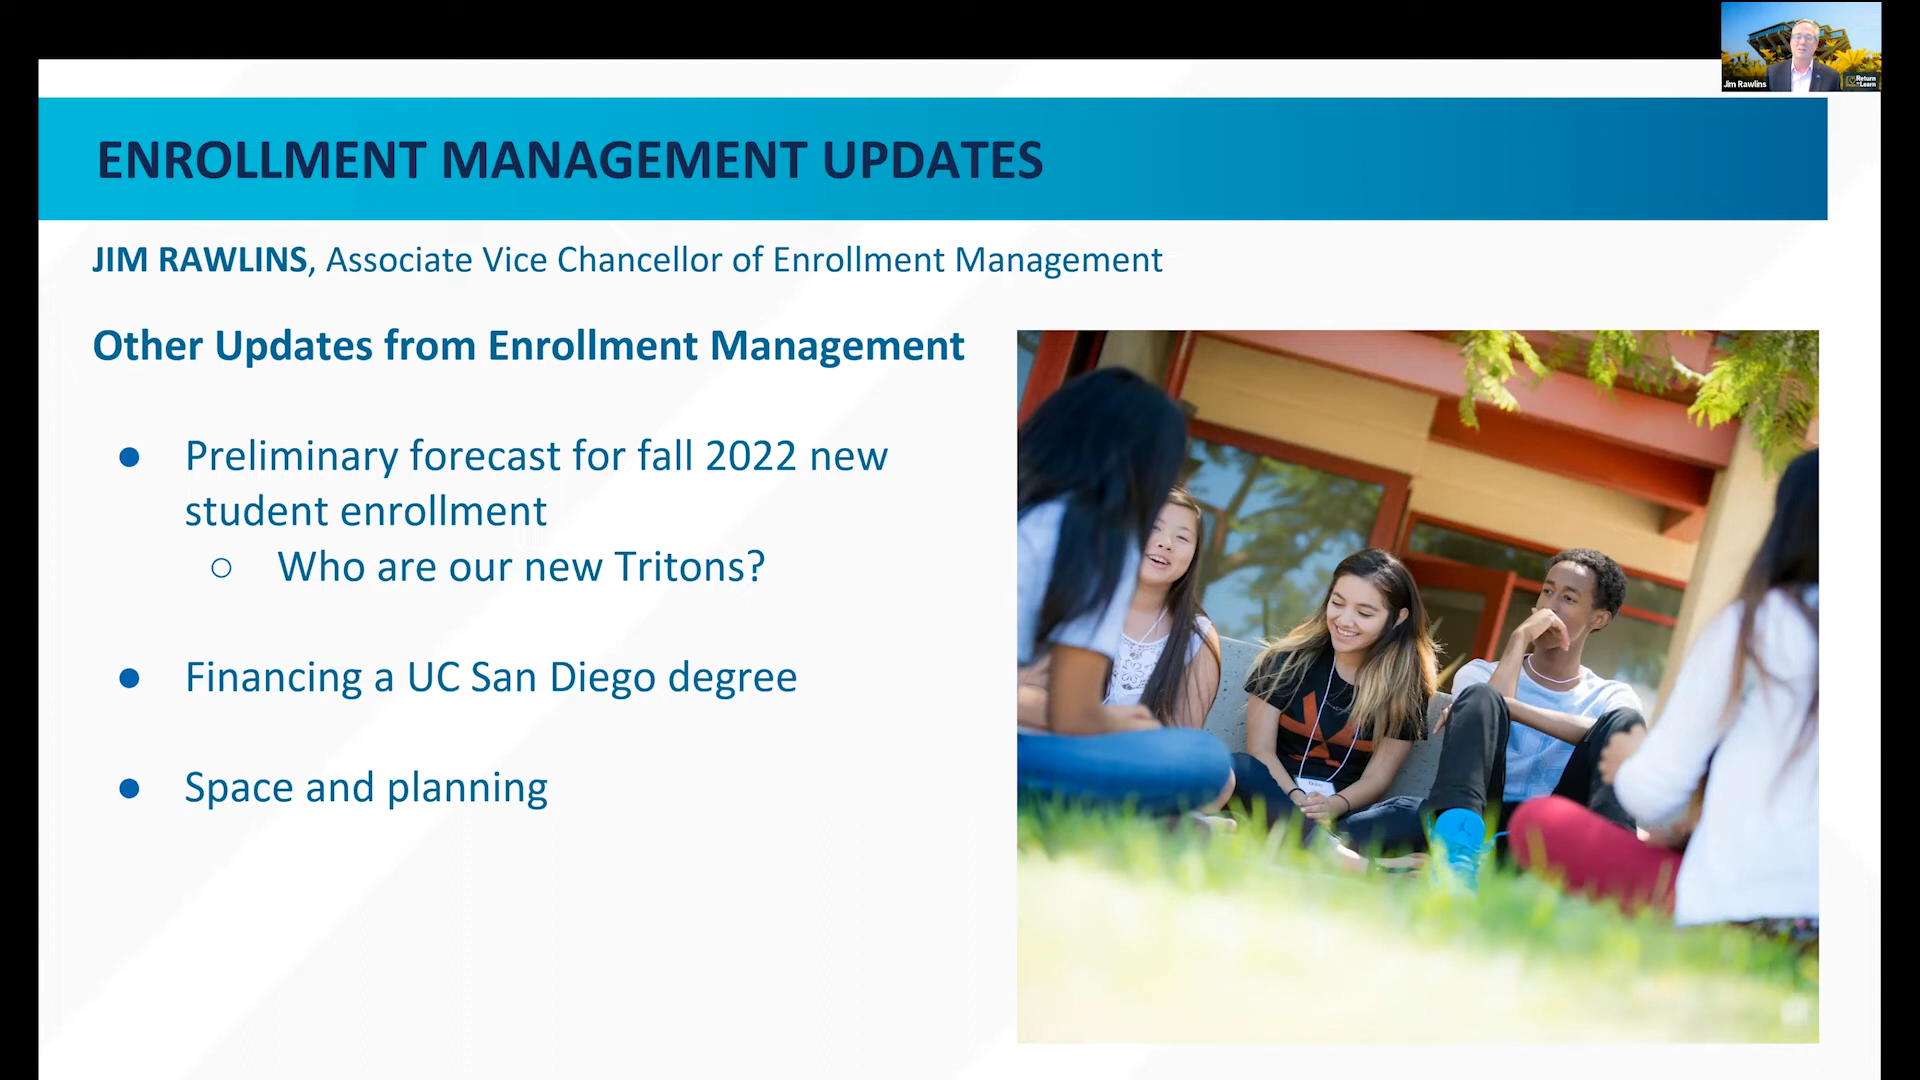 Jim Rawlins
Return
to Learn
ENROLLMENT MANAGEMENT UPDATES
JIM RAWLINS, Associate Vice Chancellor of Enrollment Management
Other Updates from Enrollment Management
● Preliminary forecast for fall 2022 new
student enrollment
○ Who are our new Tritons?
● Financing a UC San Diego degree
● Space and planning